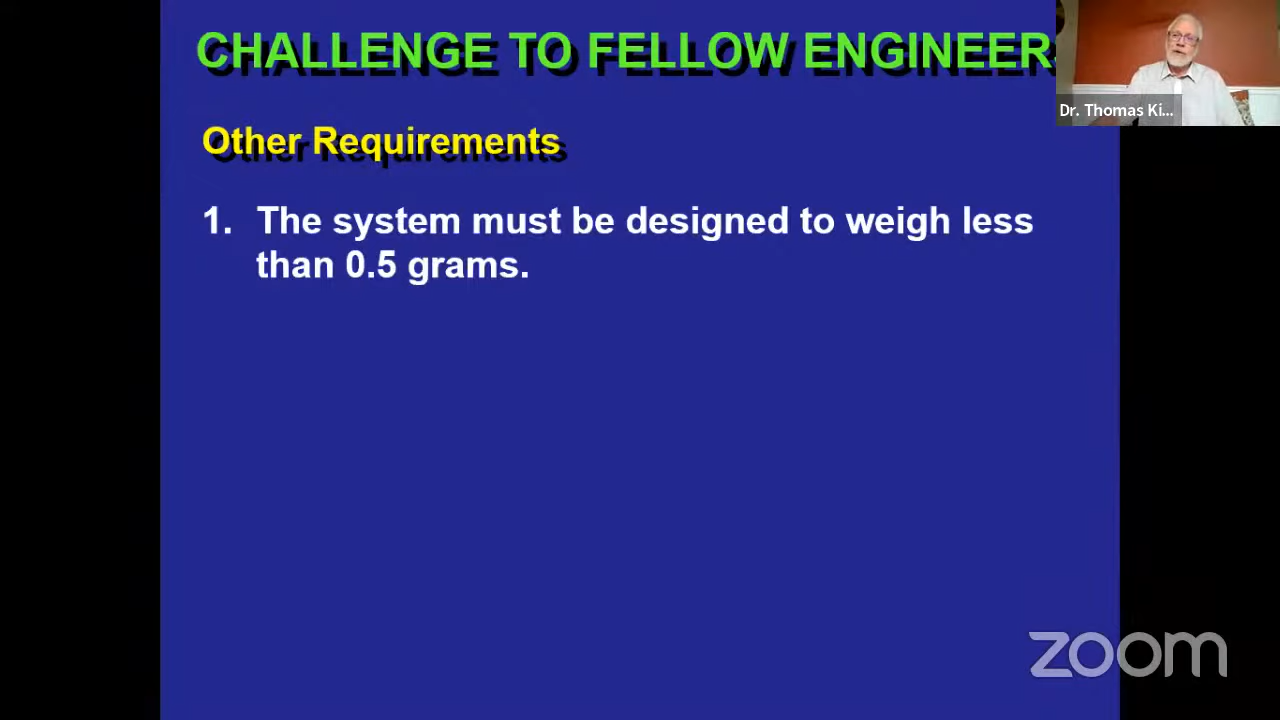 CHALLENGE TO FELLOW ENGINEER
Other Requirements
1. The system must be designed to weigh less
than 0.5 grams.
Dr. Thomas Ki...
zoom